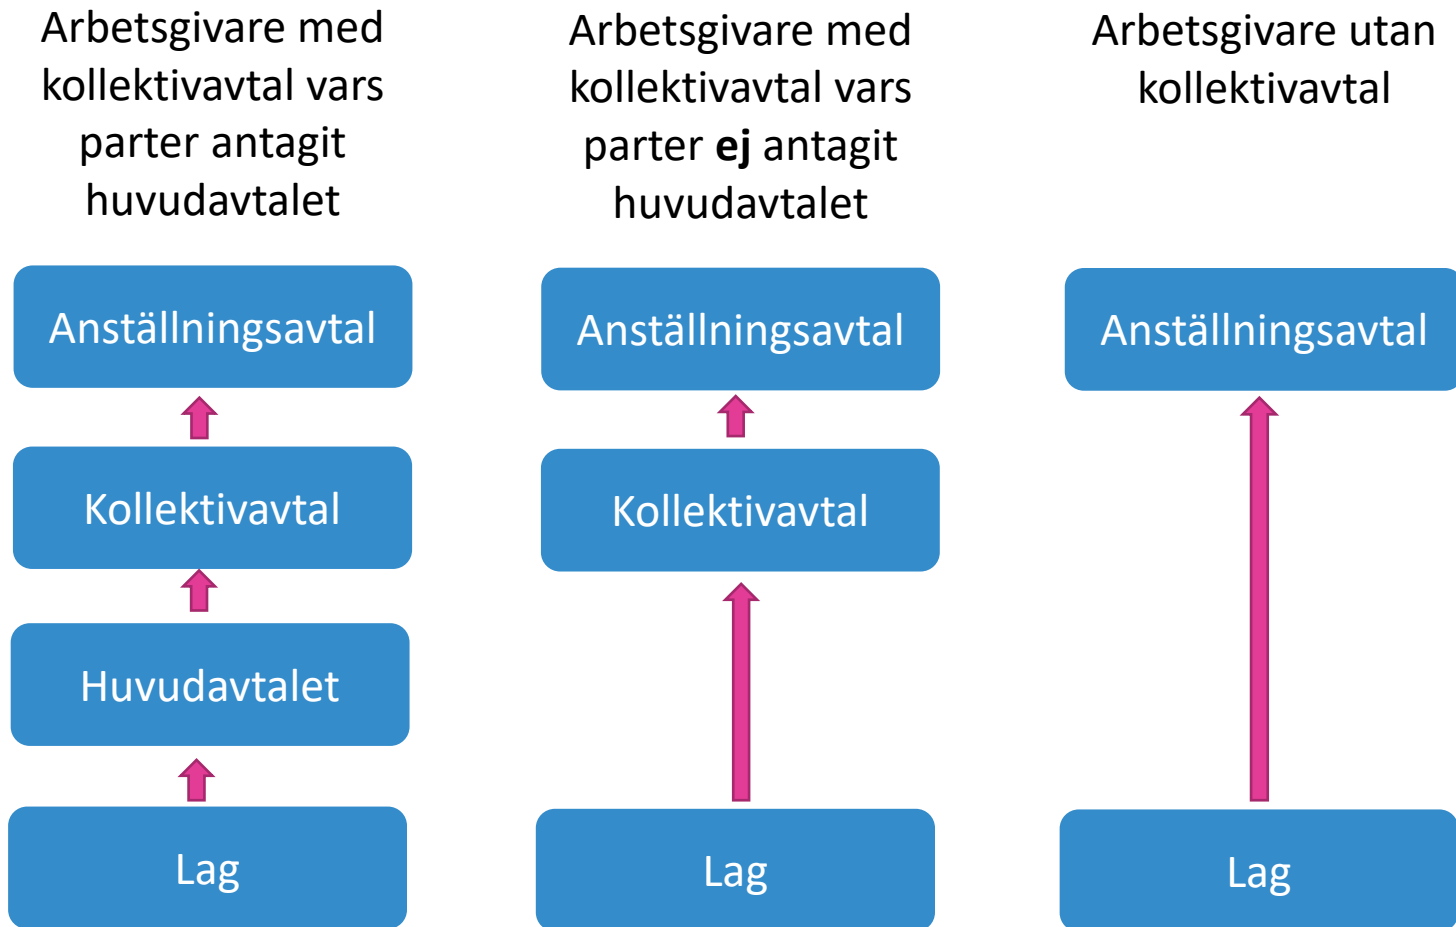 Arbetsgivare med
kollektivavtal vars
parter antagit
huvudavtalet
Anställningsavtal
Kollektivavtal
Huvudavtalet
Lag
Arbetsgivare med
kollektivavtal vars
parter ej antagit
huvudavtalet
Anställningsavtal
Kollektivavtal
Lag
Arbetsgivare utan
kollektivavtal
Anställningsavtal
Lag